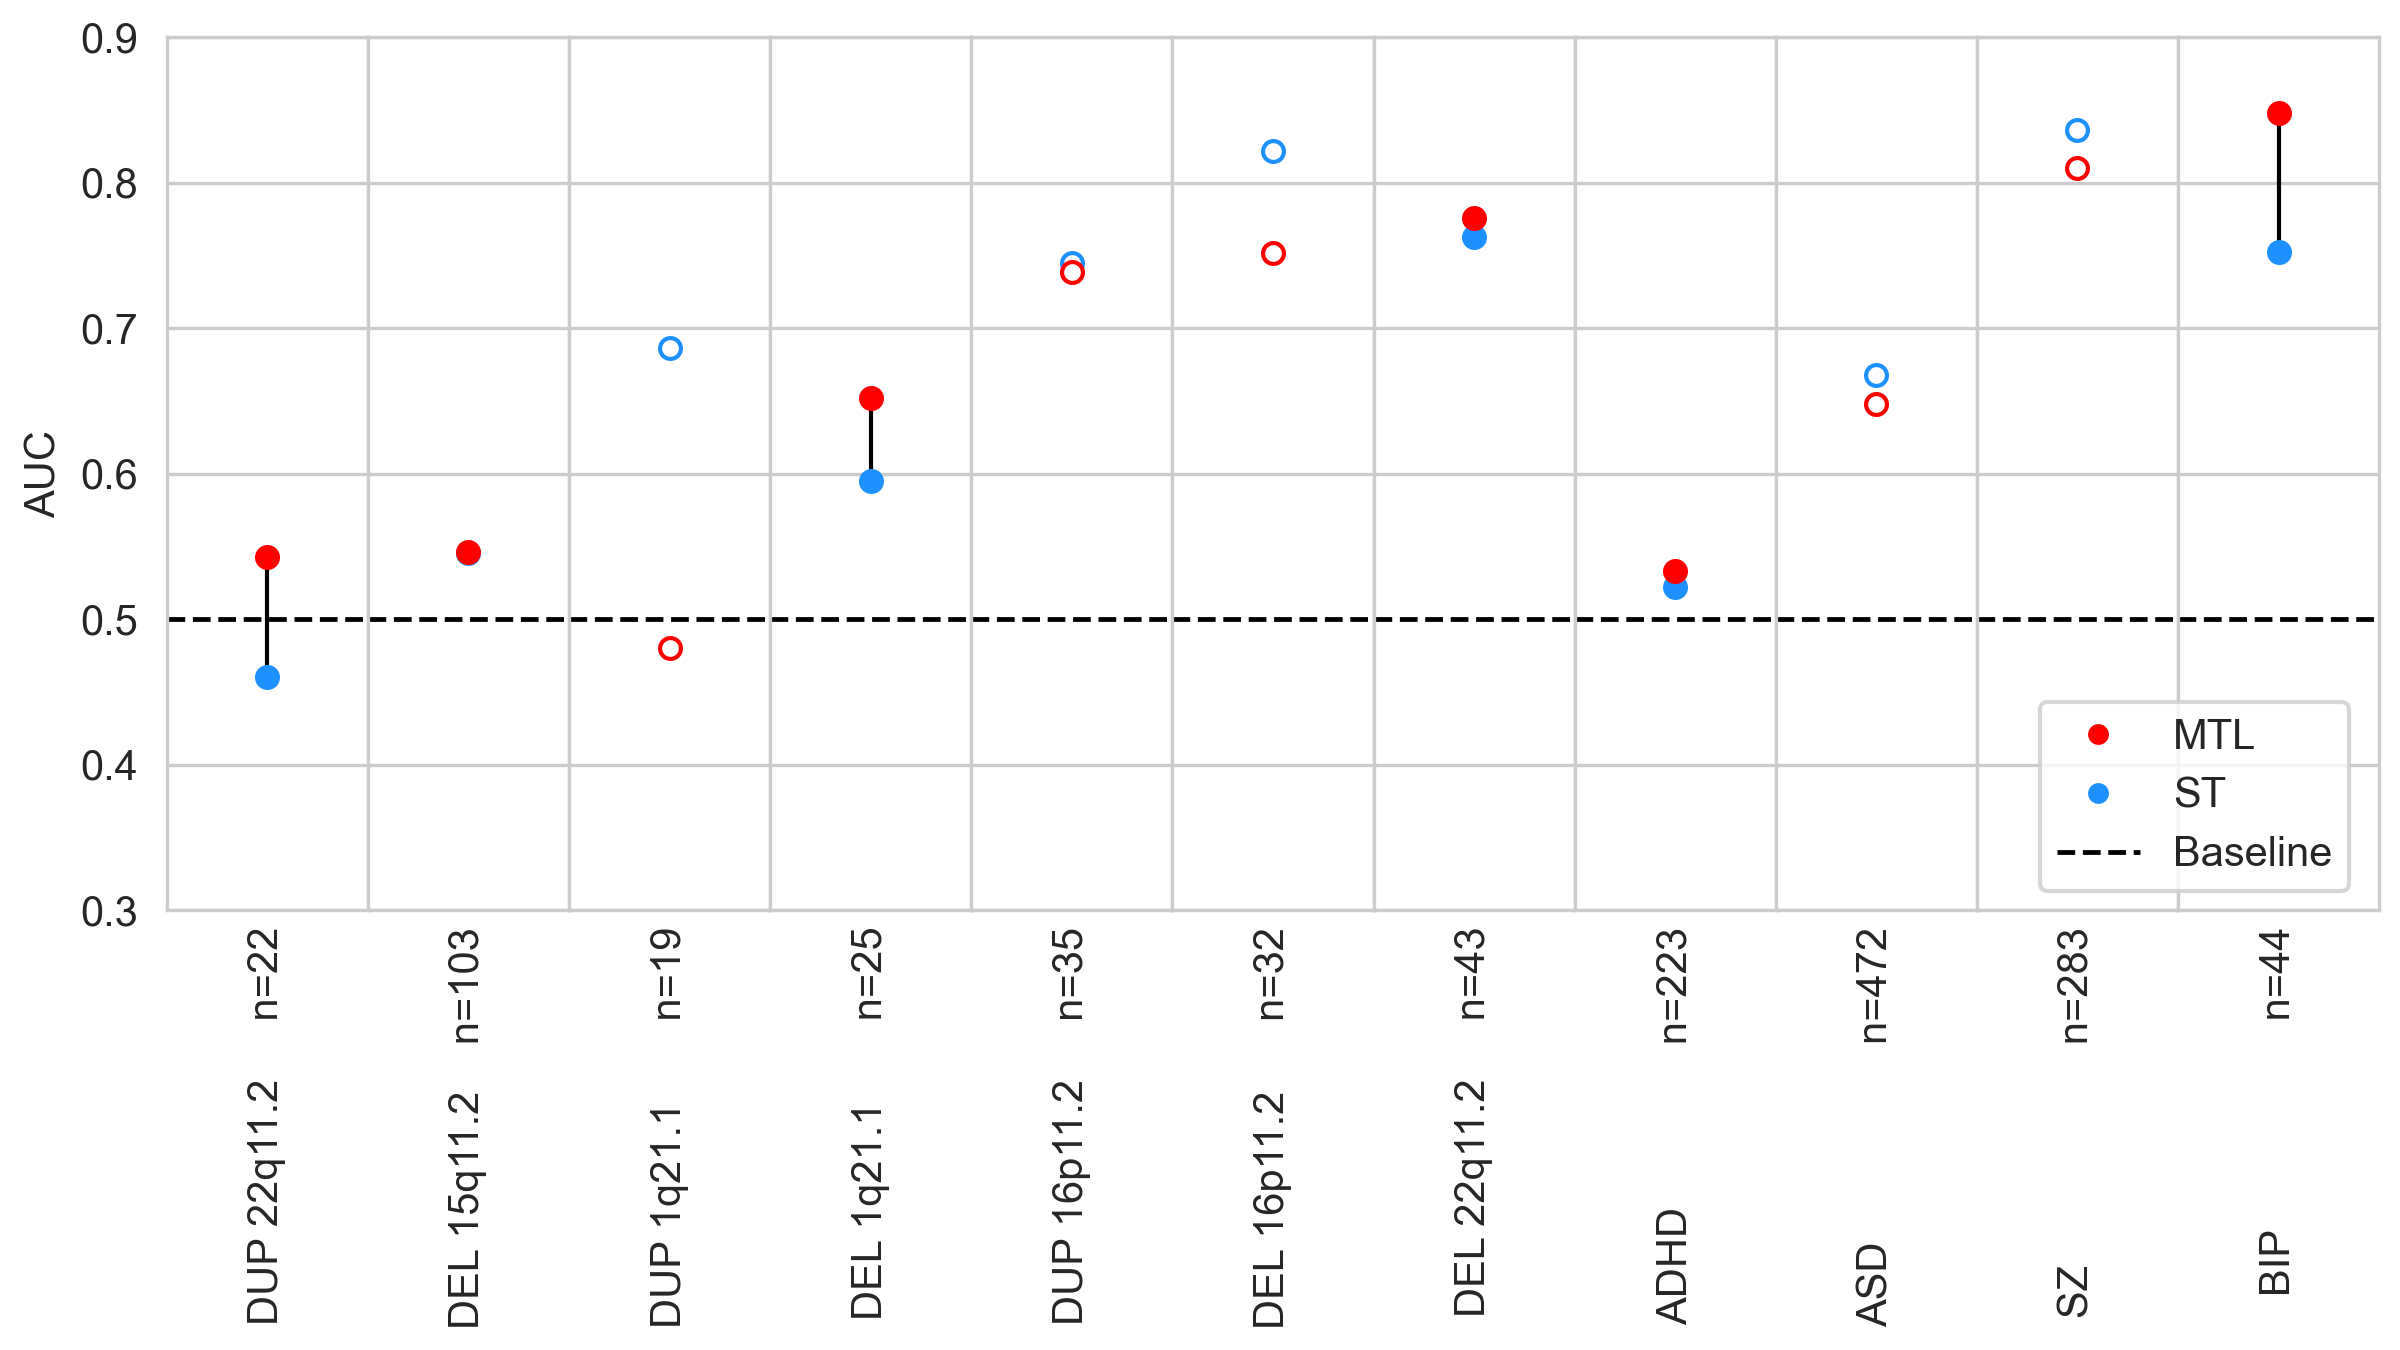 AUC
0.9
0.8
0.7
0.6
0.5
0.4
0.3
MTL
ST
Baseline
DUP 22q11.2 n=22
DEL 15q11.2 n=103
DUP 1q21.1 n=19
DEL 1q21.1 n=25
DUP 16p11.2 n=35
DEL 16p11.2 n=32
DEL 22q11.2 n=43
ADHD n=223
ASD n=472
SZ n=283
BIP n=44